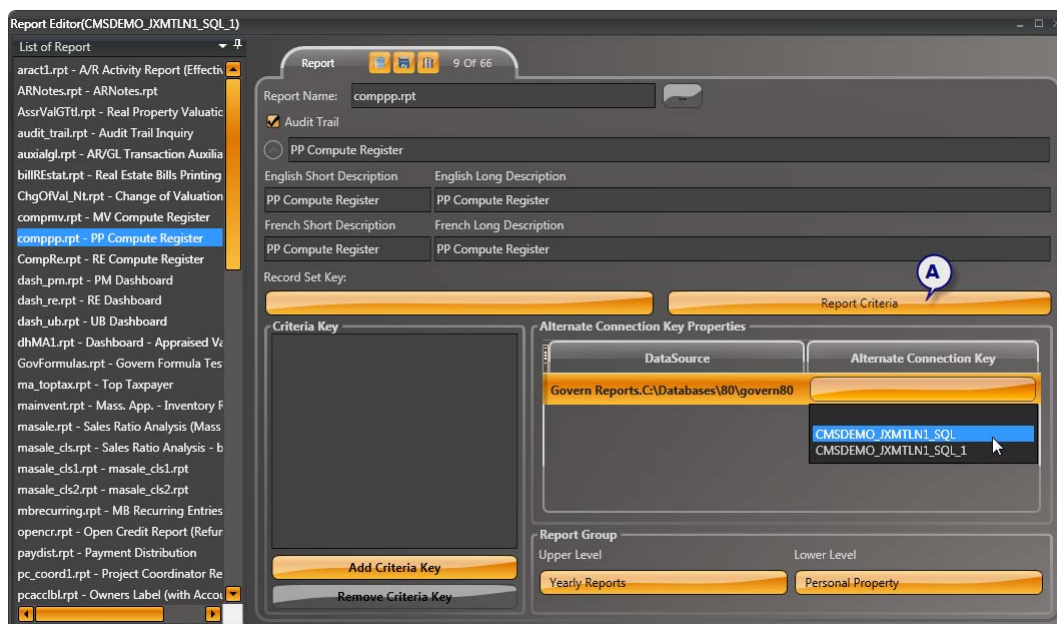 Report Editor(CMSDEMO_JXMTLN1_SQL_1)
List of Report
aract1.rpt - A/R Activity Report (Effectiv
ARNotes.rpt - ARNotes.rpt
AssrValGTtl.rpt - Real Property Valuatic
audit_trail.rpt - Audit Trail Inquiry
auxialgl.rpt - AR/GL Transaction Auxilia
billREstat.rpt - Real Estate Bills Printing
ChgOfVal_Nt.rpt - Change of Valuation
compmv.rpt - MV Compute Register
comppp.rpt - PP Compute Register
CompRe.rpt - RE Compute Register
dash_pm.rpt - PM Dashboard
dash_re.rpt - RE Dashboard
dash_ub.rpt - UB Dashboard
dhMA1.rpt - Dashboard - Appraised Va
GovFormulas.rpt - Govern Formula Tes
ma_toptax.rpt - Top Taxpayer
mainvent.rpt - Mass. App. - Inventory R
masale.rpt - Sales Ratio Analysis (Mass
masale_cls.rpt - Sales Ratio Analysis - b
masale_cls1.rpt - masale_cls1.rpt
masale_cls2.rpt - masale_cls2.rpt
mbrecurring.rpt - MB Recurring Entries
opencr.rpt - Open Credit Report (Refur
paydist.rpt - Payment Distribution
pc_coord1.rpt - Project Coordinator Re
pcacclbl.rpt - Owners Label (with Accou
Report 9 Of 66
Report Name: comppp.rpt ...
Audit Trail
PP Compute Register
English Short Description English Long Description
PP Compute Register PP Compute Register
French Short Description French Long Description
PP Compute Register PP Compute Register
Record Set Key:
A
Report Criteria
Criteria Key
Alternate Connection Key Properties
DataSource Alternate Connection Key
Govern Reports.C:\Databases\80\govern80
CMSDEMO_JXMTLN1_SQL
CMSDEMO_JXMTLN1_SQL_1
Add Criteria Key
Remove Criteria Key
Report Group
Upper Level Lower Level
Yearly Reports Personal Property